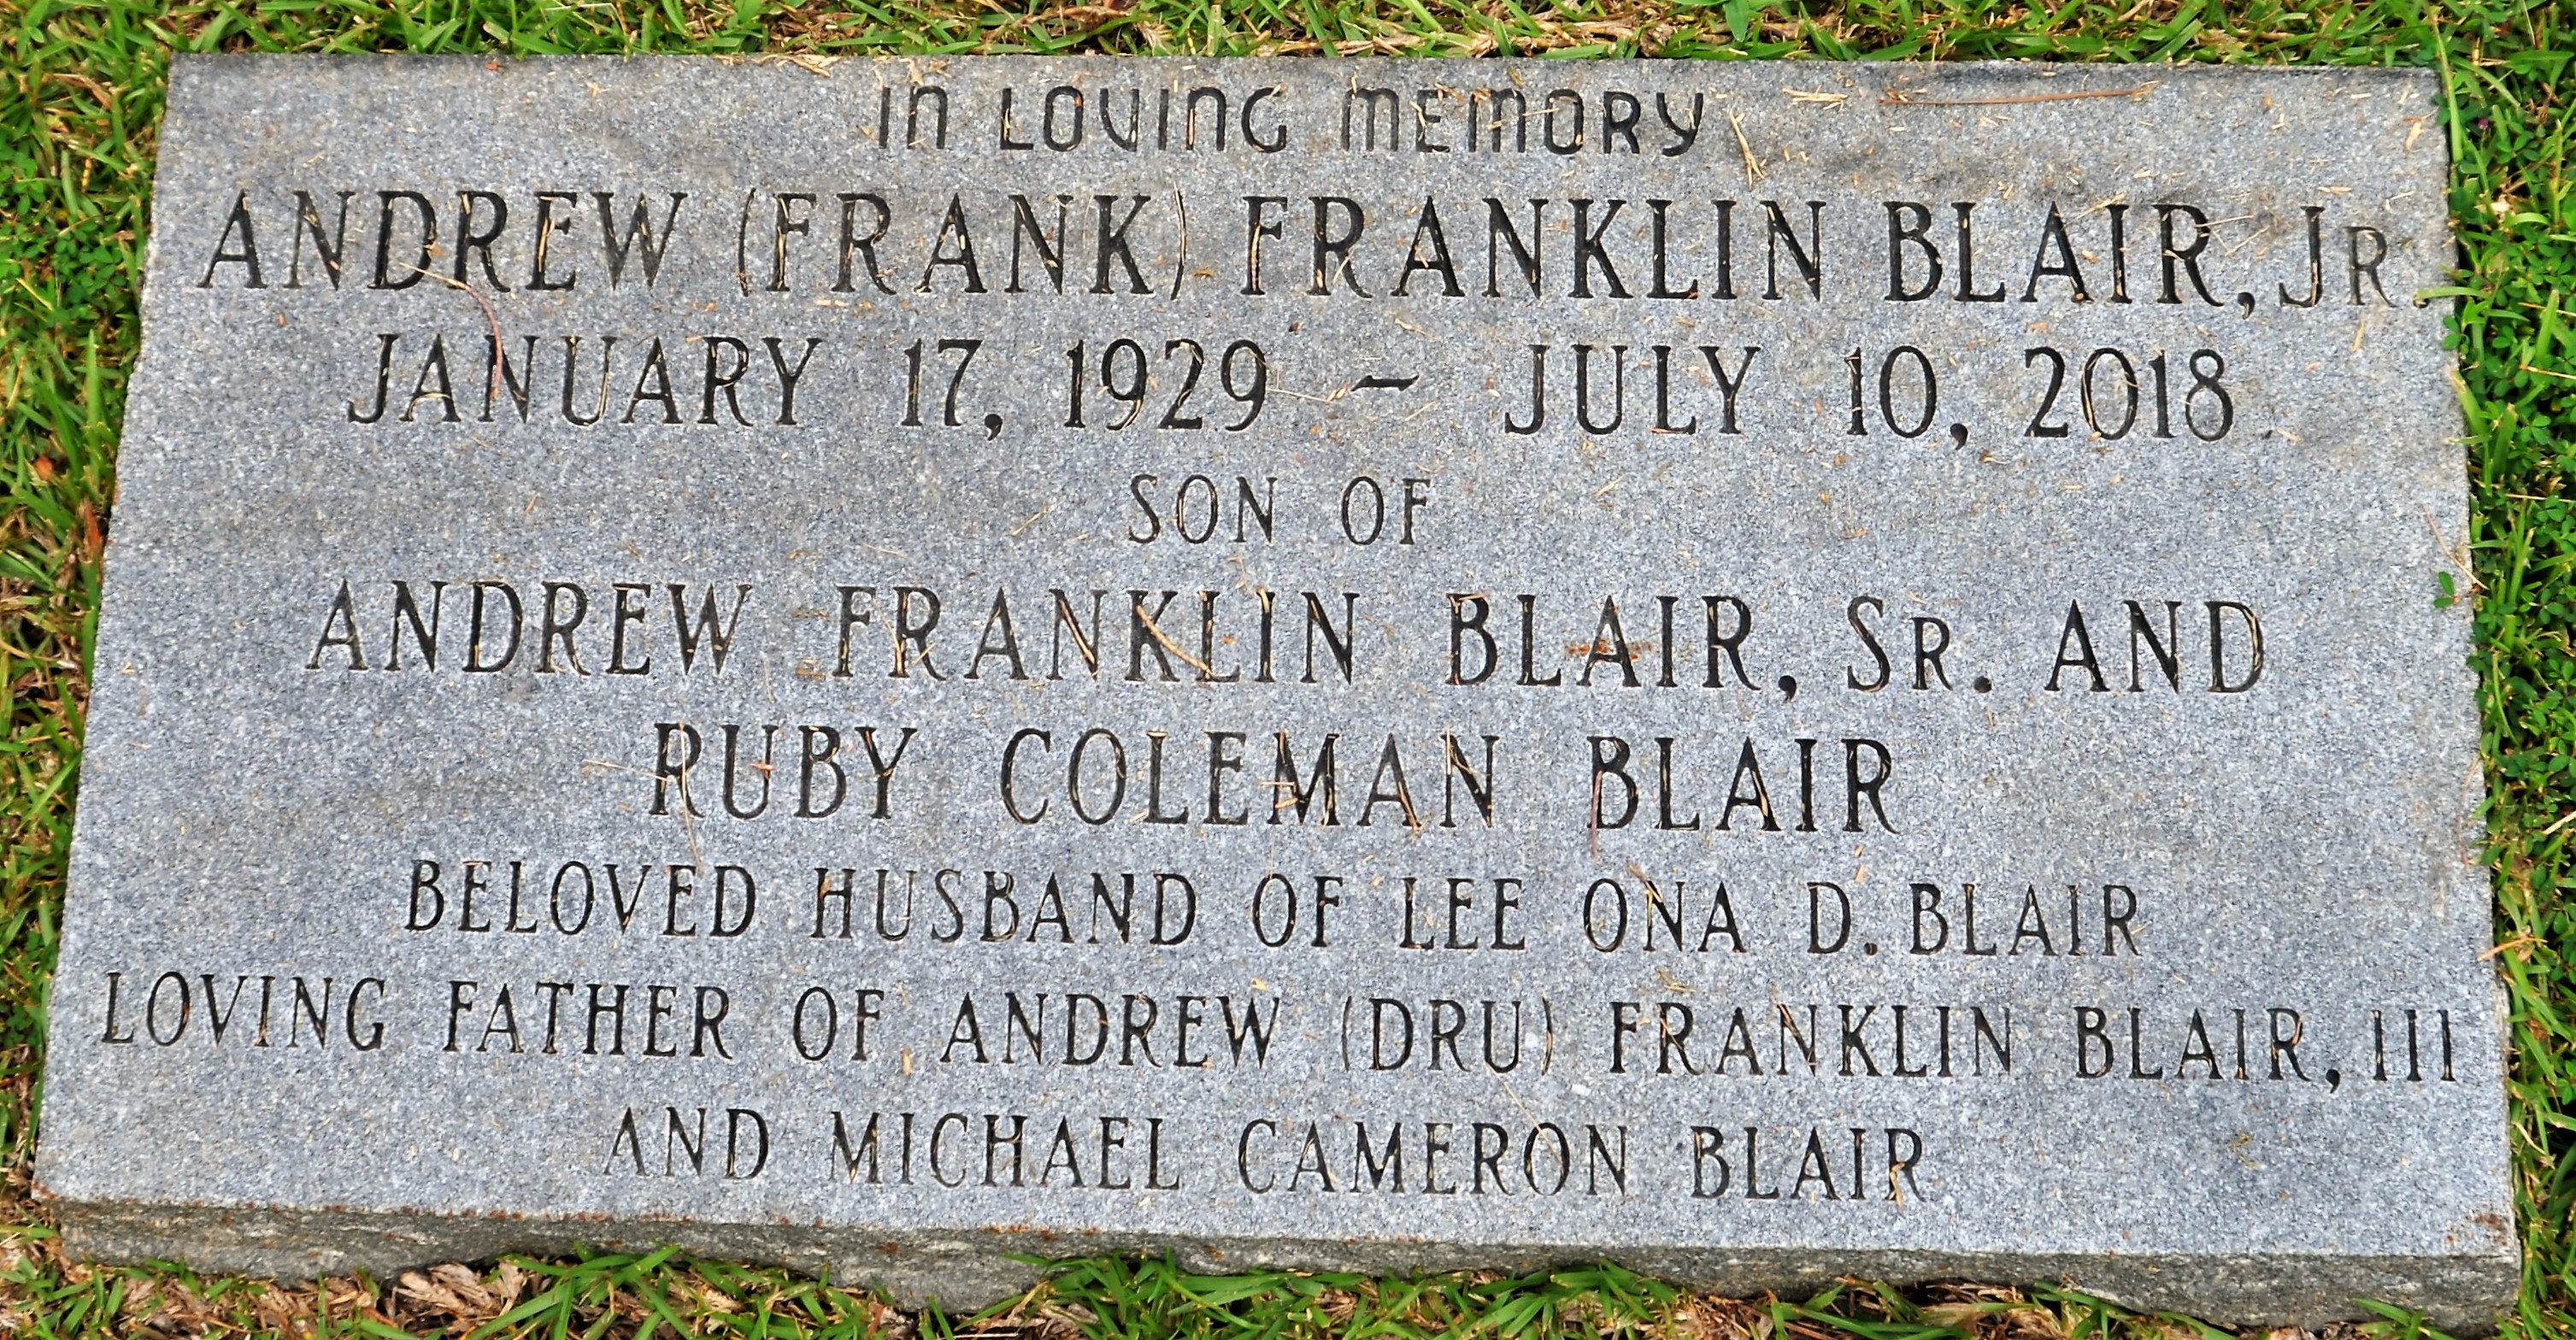 In Loving Memory
ANDREW (FRANK) FRANKLIN BLAIR, JR.
JANUARY 17, 1929 – JULY 10, 2018
SON OF
ANDREW FRANKLIN BLAIR, SR. AND
RUBY COLEMAN BLAIR
BELOVED HUSBAND OF LEE ONA D. BLAIR
LOVING FATHER OF ANDREW (DRU) FRANKLIN BLAIR, III
AND MICHAEL CAMERON BLAIR